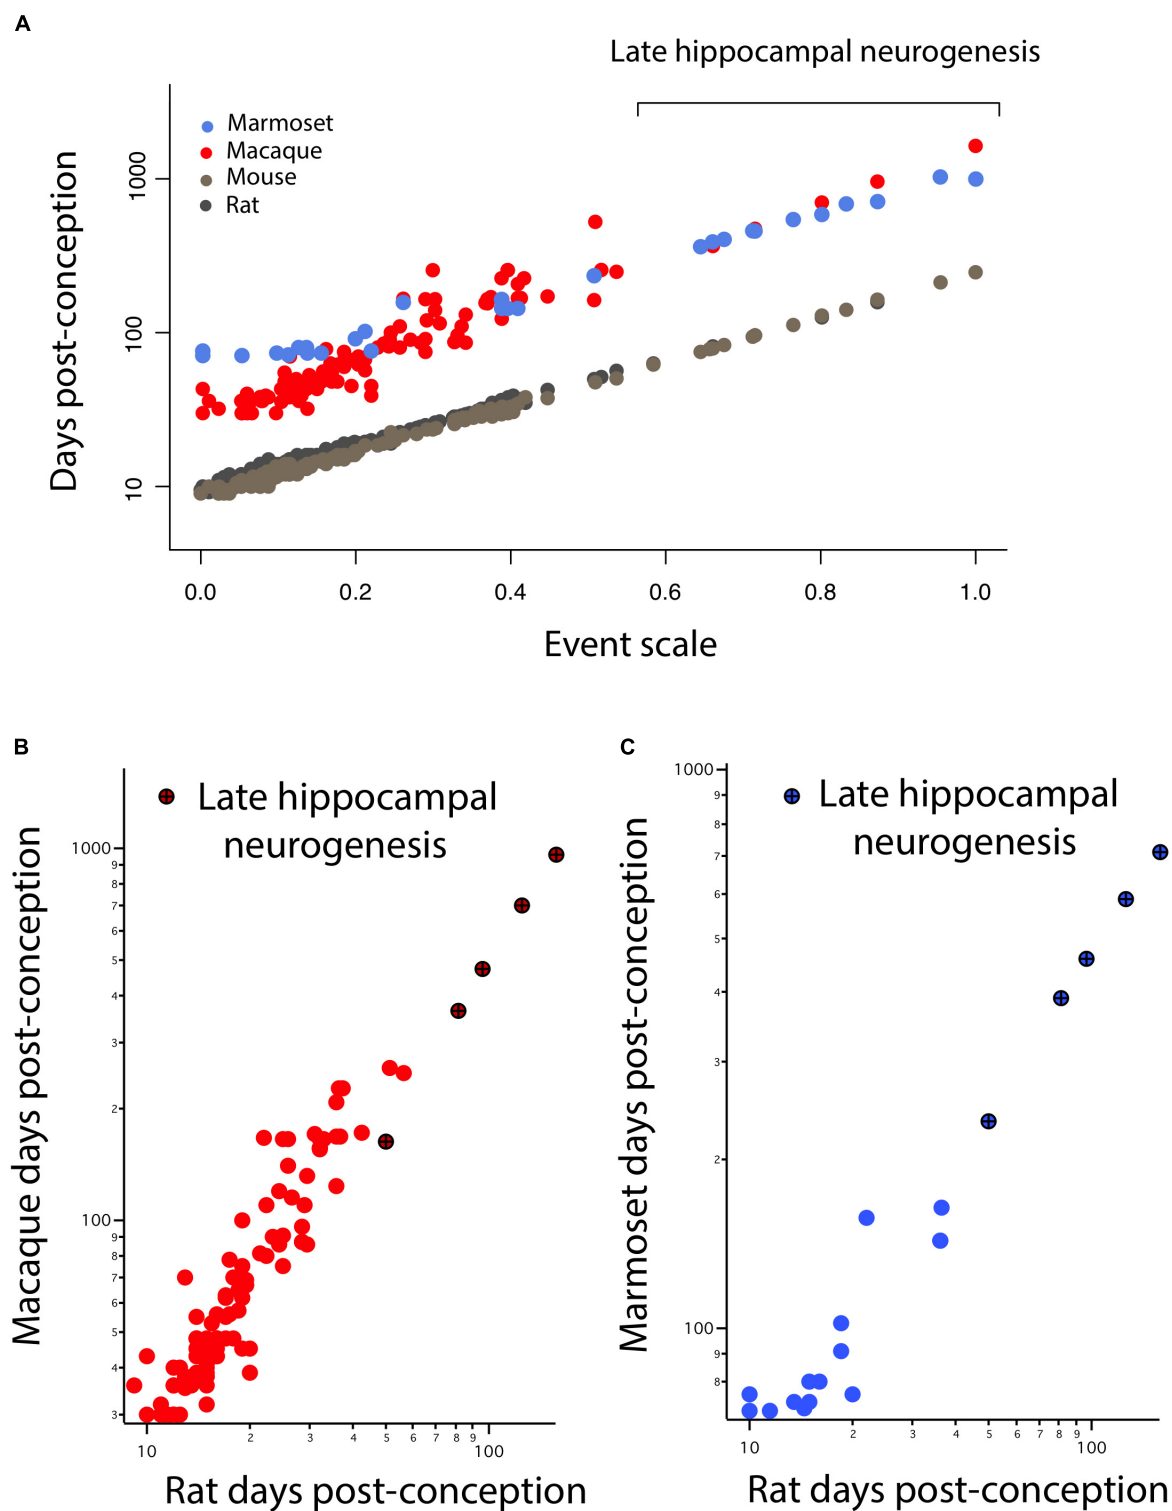 A
Late hippocampal neurogenesis
Marmoset
Macaque
Mouse
Rat
Days post-conception
1000
100
10
0.0 0.2 0.4 0.6 0.8 1.0
Event scale
B
Late hippocampal
neurogenesis
Macaque days post-conception
1000
9
8
7
6
5
4
3
2
100
9
8
7
6
5
4
3
10 2 3 4 5 6 7 8 9 100
Rat days post-conception
C
Late hippocampal
neurogenesis
Marmoset days post-conception
1000
9
8
7
6
5
4
3
2
100
9
8
10 2 3 4 5 6 7 8 9 100
Rat days post-conception